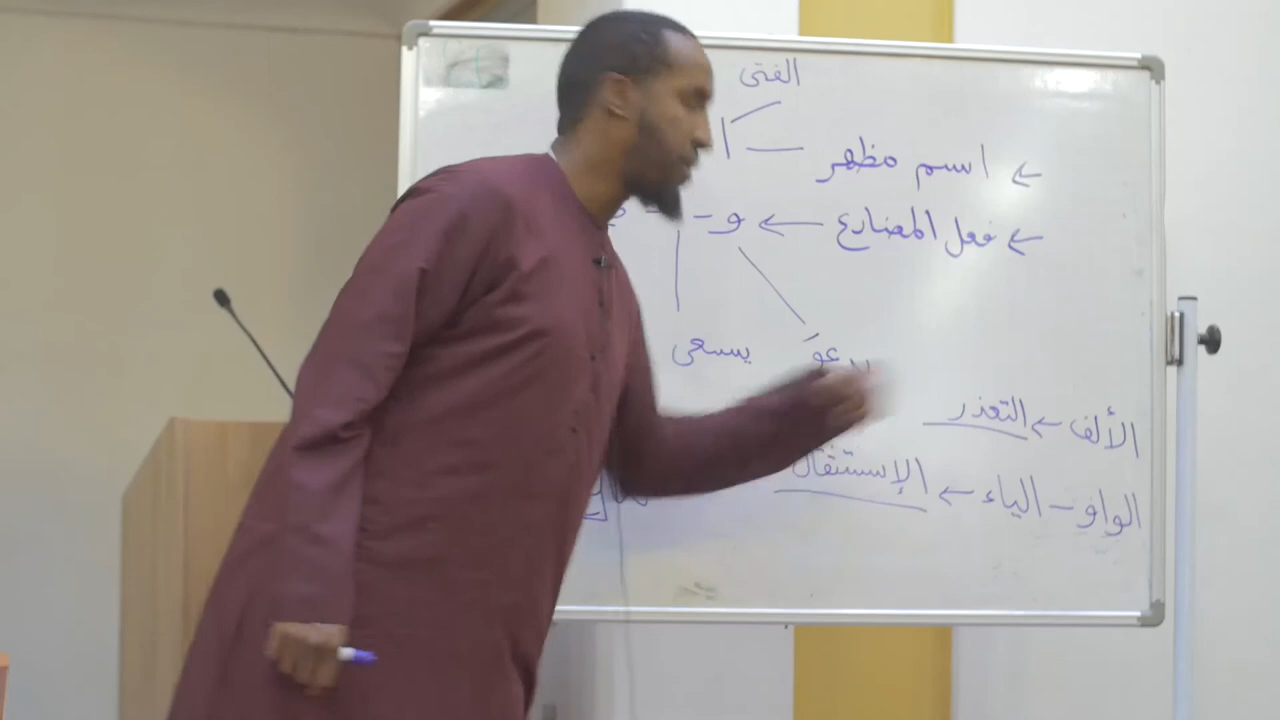 الفتى
← اسم مظهر — ا
← فعل المضارع ← و -
يسعى
الألف ← التعذر
الواو - الياء ← الإستثقال